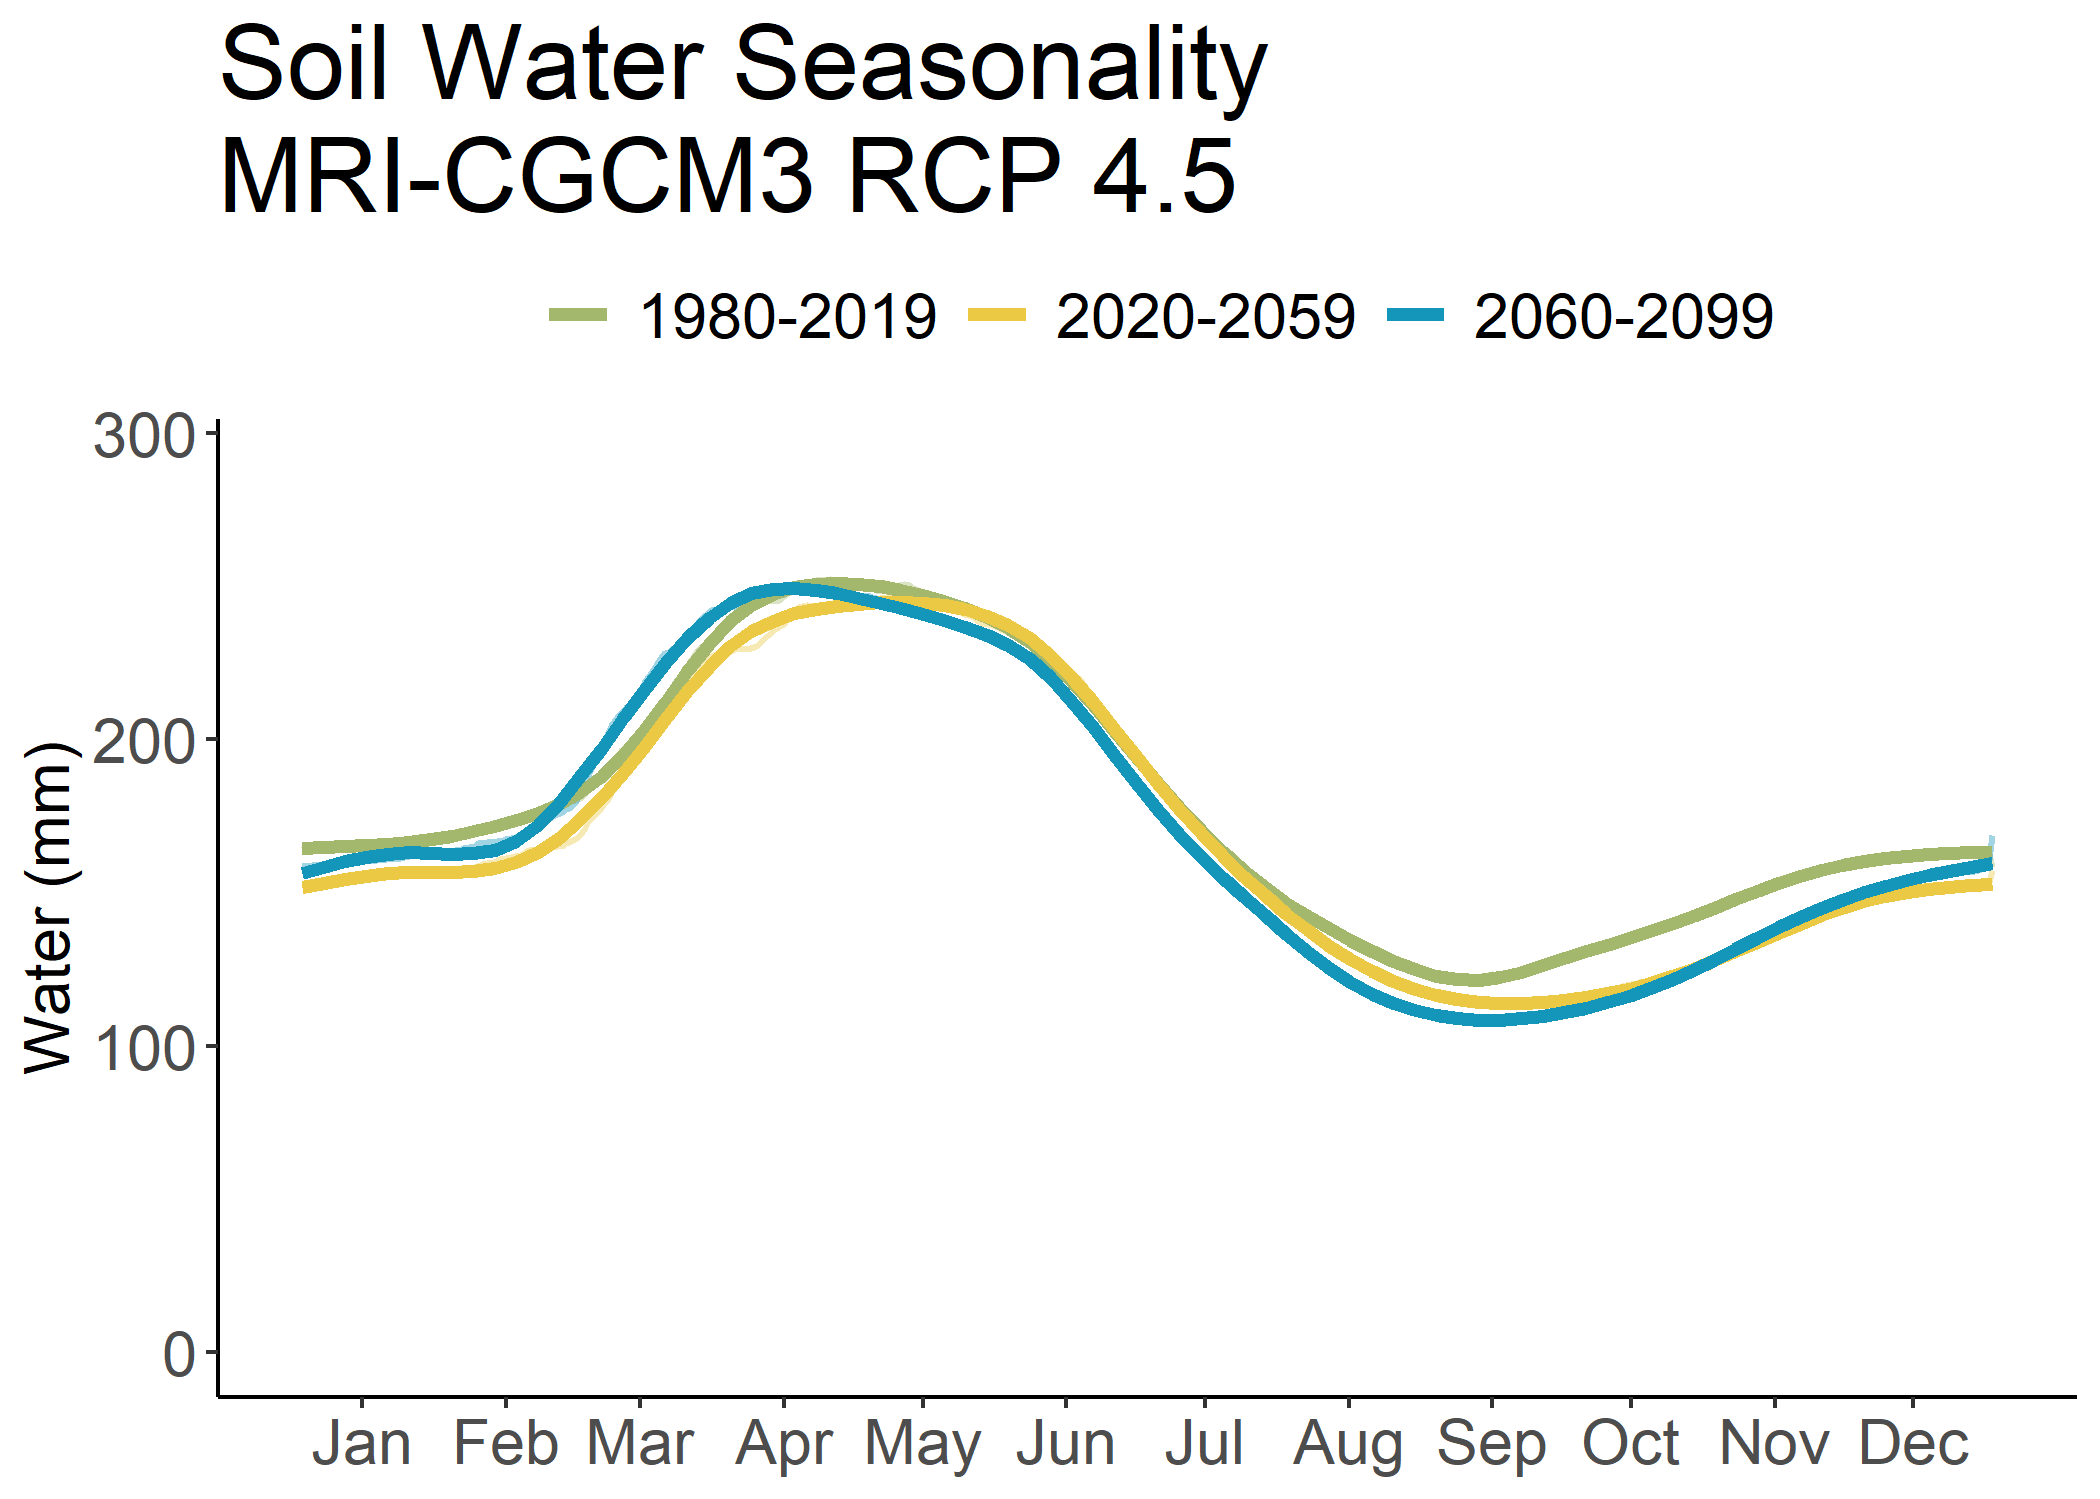 Soil Water Seasonality
MRI-CGCM3 RCP 4.5
1980-2019 2020-2059 2060-2099
300
200
100
0
Water (mm)
Jan Feb Mar Apr May Jun Jul Aug Sep Oct Nov Dec